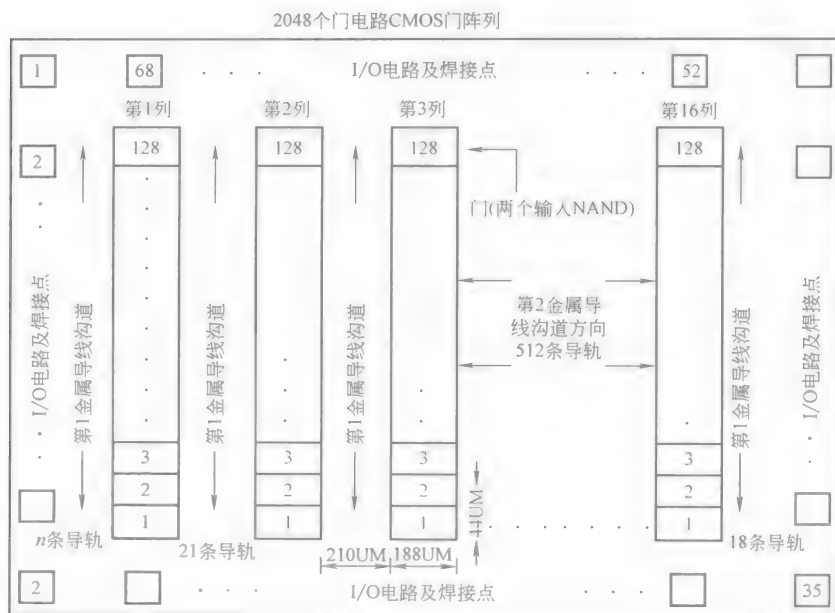 2048个门电路CMOS门阵列
1
68
. . .
I/O电路及焊接点
. . .
52
第1列
第2列
第3列
第16列
128
128
128
128
2
门(两个输入NAND)
I/O电路及焊接点
第1金属导线沟道
第1金属导线沟道
第1金属导线沟道
第2金属导
线沟道方向
512条导轨
第1金属导线沟道
I/O电路及焊接点
3
3
3
3
2
2
2
2
1
1
1
1
44UM
n条导轨
21条导轨
210UM
188UM
18条导轨
2
. . .
I/O电路及焊接点
. . .
35